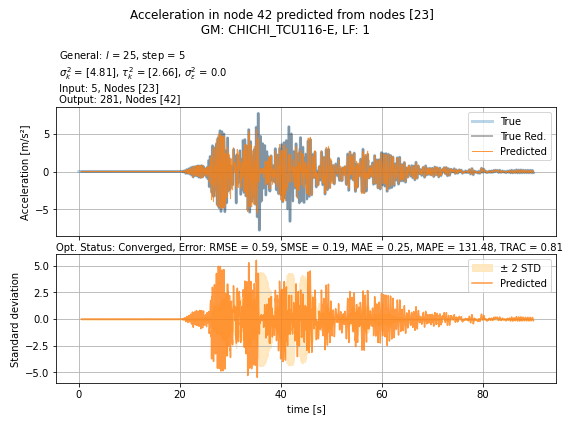 Acceleration in node 42 predicted from nodes [23]
GM: CHICHI_TCU116-E, LF: 1
General: l = 25, step = 5
σ²ₖ = [4.81], τ²ₖ = [2.66], σ²ε = 0.0
Input: 5, Nodes [23]
Output: 281, Nodes [42]
Acceleration [m/s²]
5
0
−5
True
True Red.
Predicted
Opt. Status: Converged, Error: RMSE = 0.59, SMSE = 0.19, MAE = 0.25, MAPE = 131.48, TRAC = 0.81
Standard deviation
5.0
2.5
0.0
−2.5
−5.0
± 2 STD
Predicted
0 20 40 60 80
time [s]